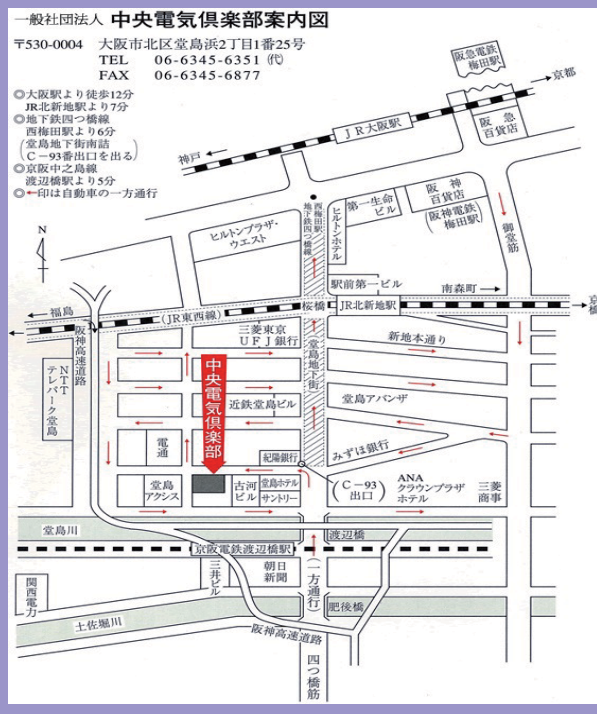 一般社団法人 中央電気倶楽部案内図
〒530-0004 大阪市北区堂島浜2丁目1番25号
TEL 06-6345-6351 ㈹
FAX 06-6345-6877
◎大阪駅より徒歩12分
JR北新地駅より7分
◎地下鉄四つ橋線
西梅田駅より6分
(堂島地下街南詰
C-93番出口を出る)
◎京阪中之島線
渡辺橋駅より5分
◎←印は自動車の一方通行
阪急電鉄
梅田駅
京都
JR大阪駅
阪急
百貨店
神戸
N
ヒルトンプラザ・
ウエスト
西梅田駅
地下鉄四つ橋線
ヒルトンホテル
第一生命
ビル
阪神
百貨店
(阪神電鉄
梅田駅)
御堂筋
駅前第一ビル
南森町
福島
(JR東西線)
桜橋
JR北新地駅
京橋
阪神高速道路
三菱東京
UFJ銀行
新地本通り
NTT
テレパーク堂島
中央電気倶楽部
(堂島地下街)
近鉄堂島ビル
堂島アバンザ
電通
紀陽銀行
みずほ銀行
堂島
アクシス
古河
ビル
堂島ホテル
サントリー
(C-93
出口)
ANA
クラウンプラザ
ホテル
三菱
商事
堂島川
渡辺橋
京阪電鉄渡辺橋駅
三井ビル
朝日
新聞
(一方通行)
関西電力
土佐堀川
肥後橋
阪神高速道路
四つ橋筋